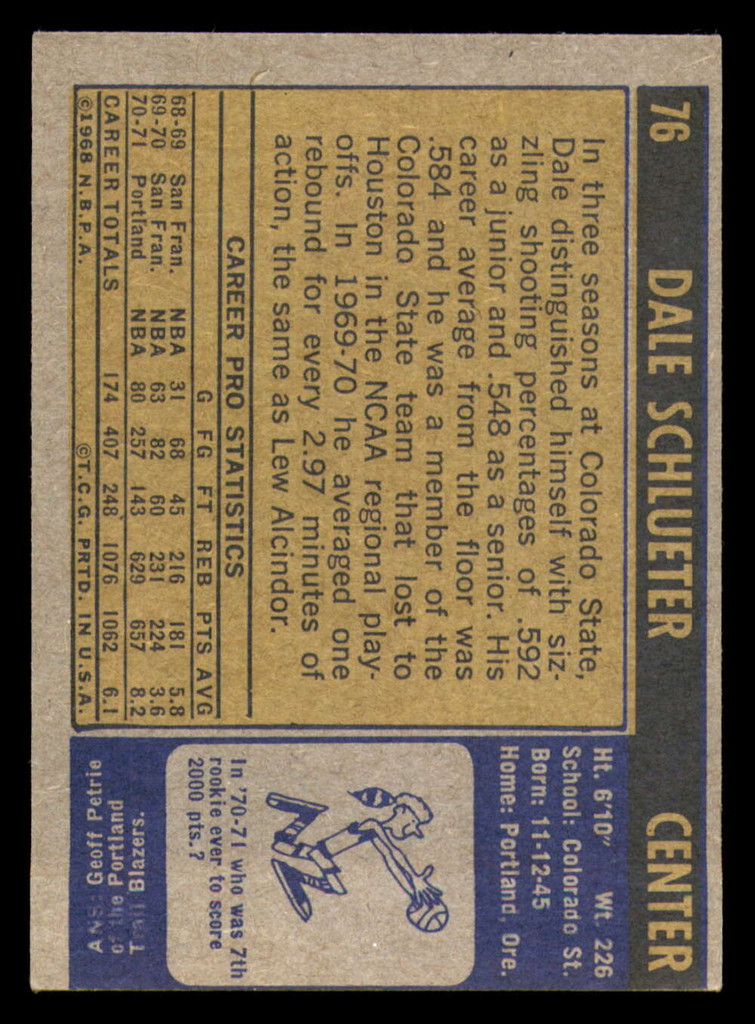 76 DALE SCHLUETER CENTER
In three seasons at Colorado State,
Dale distinguished himself with siz-
zling shooting percentages of .592
as a junior and .548 as a senior. His
career average from the floor was
.584 and he was a member of the
Colorado State team that lost to
Houston in the NCAA regional play-
offs. In 1969-70 he averaged one
rebound for every 2.97 minutes of
action, the same as Lew Alcindor.
CAREER PRO STATISTICS
G FG FT REB PTS AVG
68-69 San Fran. NBA 31 68 45 216 181 5.8
69-70 San Fran. NBA 63 82 60 231 224 3.6
70-71 Portland NBA 80 257 143 629 657 8.2
CAREER TOTALS 174 407 248 1076 1062 6.1
©1968 N.B.P.A. ©T.C.G. PRTD. IN U.S.A.
Ht. 6'10" Wt. 226
School: Colorado St.
Born: 11-12-45
Home: Portland, Ore.
In '70-71 who was 7th
rookie ever to score
2000 pts.?
ANS: Geoff Petrie
of the Portland
Trail Blazers.